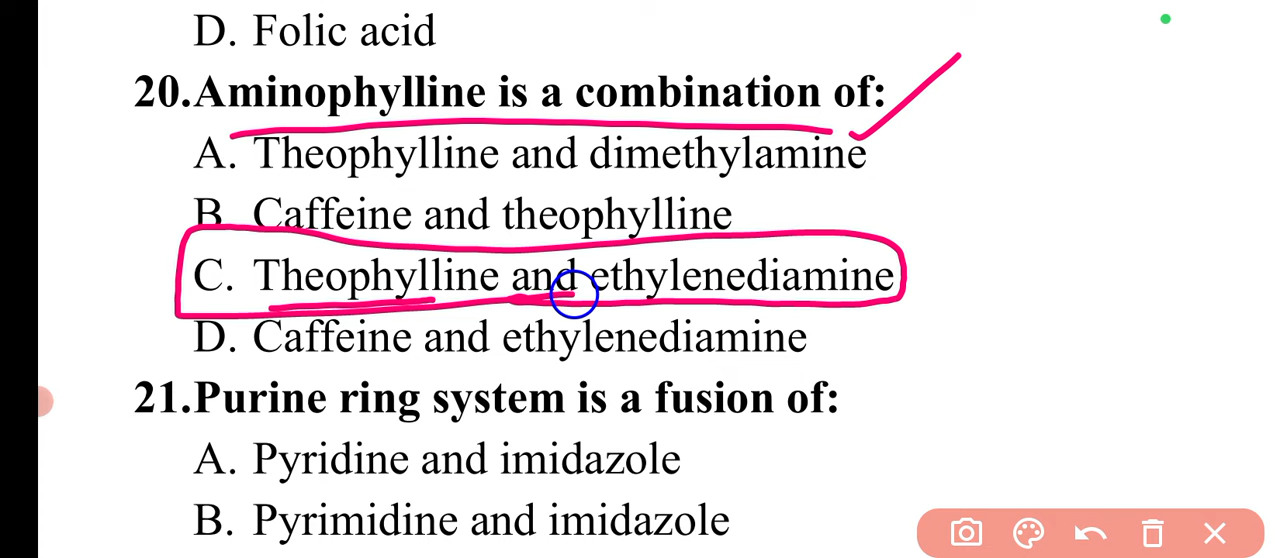 D. Folic acid
20.Aminophylline is a combination of:
A. Theophylline and dimethylamine
B. Caffeine and theophylline
C. Theophylline and ethylenediamine
D. Caffeine and ethylenediamine
21.Purine ring system is a fusion of:
A. Pyridine and imidazole
B. Pyrimidine and imidazole